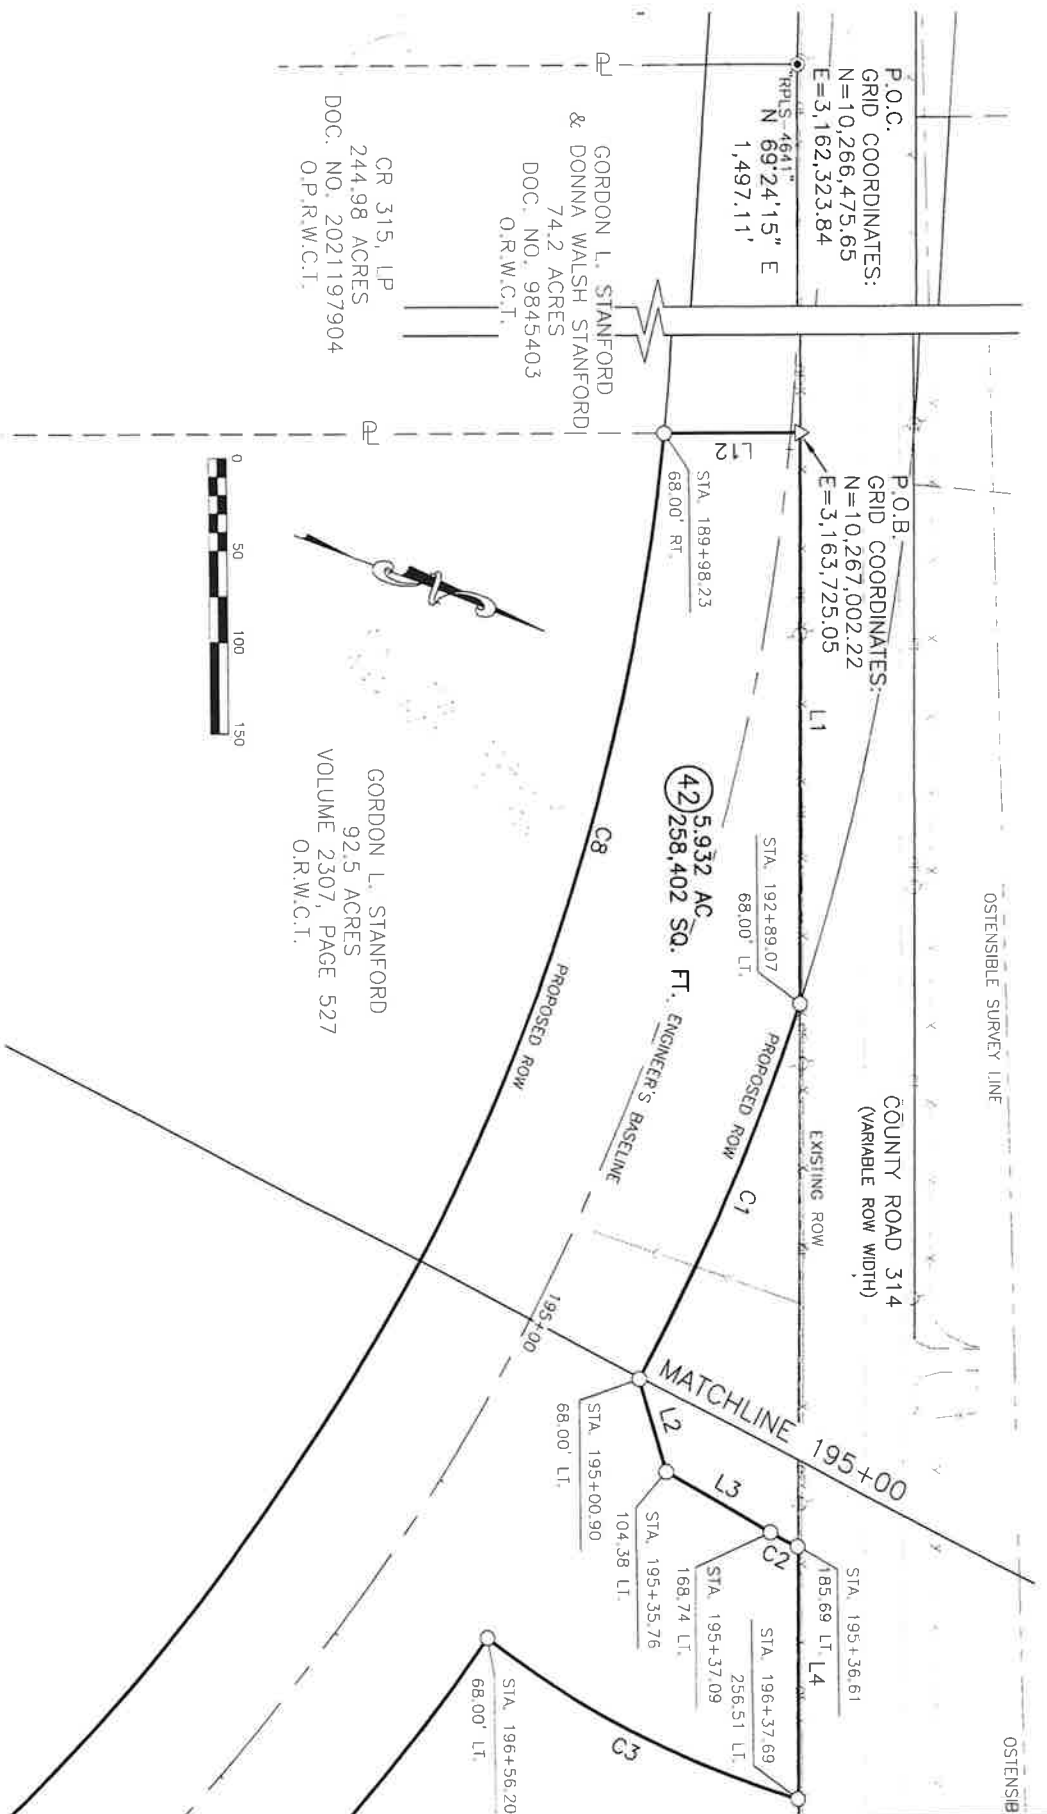 P.O.C.
GRID COORDINATES:
N=10,266,475.65
E=3,162,323.84
"RPLS-4641"
N 69°24'15" E
1,497.11'
P
L
GORDON L. STANFORD
& DONNA WALSH STANFORD
74.2 ACRES
DOC. NO. 9845403
O.R.W.C.T.
CR 315, LP
244.98 ACRES
DOC. NO. 2021197904
O.P.R.W.C.T.
P.O.B.
GRID COORDINATES:
N=10,267,002.22
E=3,163,725.05
L12
STA. 189+98.23
68.00' RT.
P
L
0 50 100 150
L1
STA. 192+89.07
68.00' LT.
42
5.932 AC.
258,402 SQ. FT.
C8
PROPOSED ROW
ENGINEER'S BASELINE
PROPOSED ROW
C1
EXISTING ROW
GORDON L. STANFORD
92.5 ACRES
VOLUME 2307, PAGE 527
O.R.W.C.T.
OSTENSIBLE SURVEY LINE
COUNTY ROAD 314
(VARIABLE ROW WIDTH)
195+00
MATCHLINE 195+00
L2
STA. 195+00.90
68.00' LT.
L3
STA. 195+35.76
104.38 LT.
C2
STA. 195+37.09
168.74 LT.
STA. 195+36.61
185.69 LT.
L4
STA. 196+37.69
256.51 LT.
C3
STA. 196+56.20
68.00' LT.
OSTENSIB